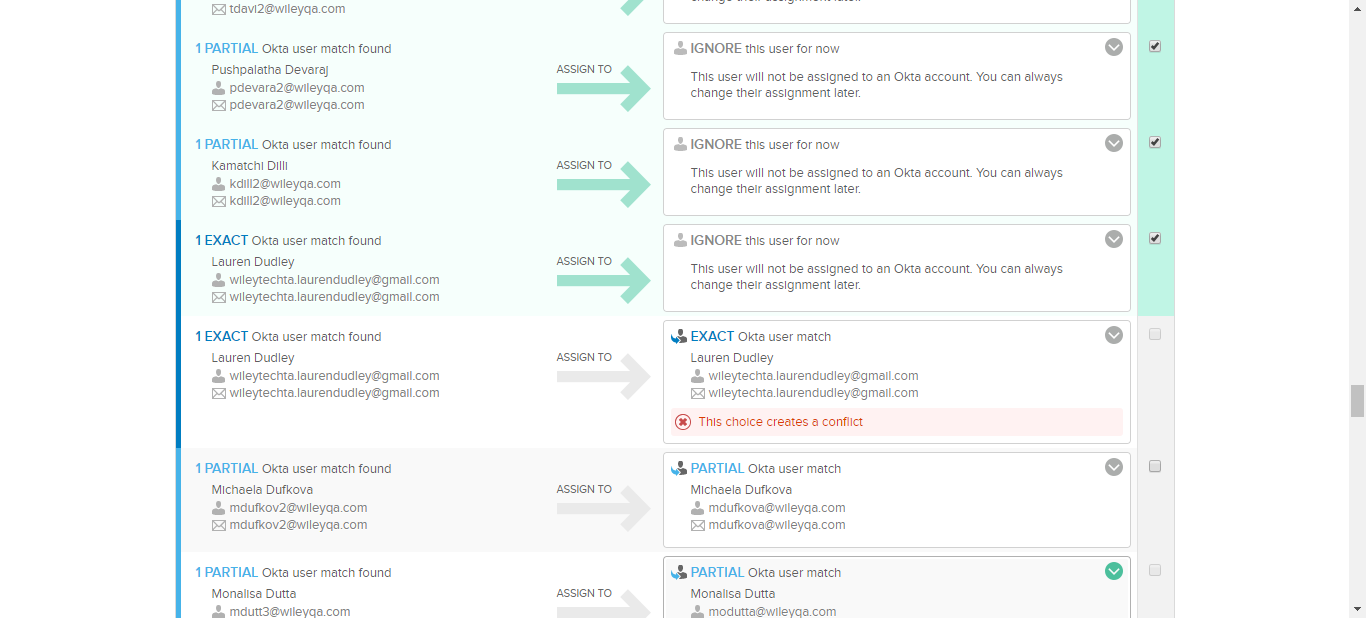 tdavi2@wileyqa.com
change their assignment later.
1 PARTIAL Okta user match found
Pushpalatha Devaraj
pdevara2@wileyqa.com
pdevara2@wileyqa.com
ASSIGN TO
IGNORE this user for now
This user will not be assigned to an Okta account. You can always
change their assignment later.
1 PARTIAL Okta user match found
Kamatchi Dilli
kdill2@wileyqa.com
kdill2@wileyqa.com
ASSIGN TO
IGNORE this user for now
This user will not be assigned to an Okta account. You can always
change their assignment later.
1 EXACT Okta user match found
Lauren Dudley
wileytechta.laurendudley@gmail.com
wileytechta.laurendudley@gmail.com
ASSIGN TO
IGNORE this user for now
This user will not be assigned to an Okta account. You can always
change their assignment later.
1 EXACT Okta user match found
Lauren Dudley
wileytechta.laurendudley@gmail.com
wileytechta.laurendudley@gmail.com
ASSIGN TO
EXACT Okta user match
Lauren Dudley
wileytechta.laurendudley@gmail.com
wileytechta.laurendudley@gmail.com
This choice creates a conflict
1 PARTIAL Okta user match found
Michaela Dufkova
mdufkov2@wileyqa.com
mdufkov2@wileyqa.com
ASSIGN TO
PARTIAL Okta user match
Michaela Dufkova
mdufkova@wileyqa.com
mdufkova@wileyqa.com
1 PARTIAL Okta user match found
Monalisa Dutta
mdutt3@wileyqa.com
ASSIGN TO
PARTIAL Okta user match
Monalisa Dutta
modutta@wileyqa.com